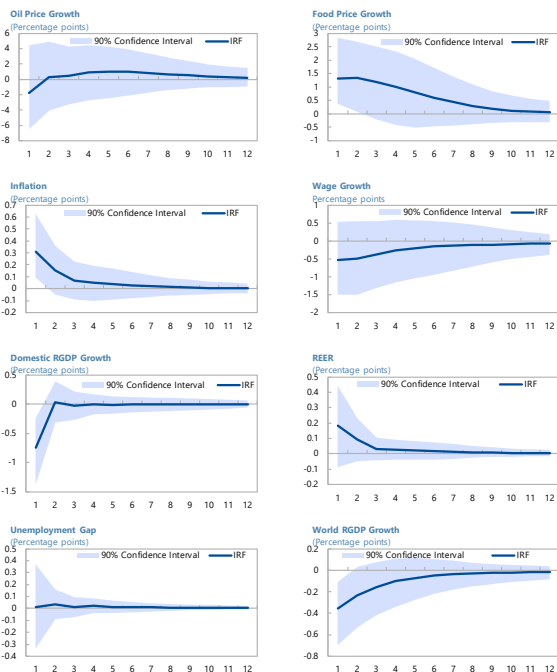 Oil Price Growth
(Percentage points)
90% Confidence Interval IRF
6
4
2
0
-2
-4
-6
-8
1 2 3 4 5 6 7 8 9 10 11 12
Food Price Growth
(Percentage points)
90% Confidence Interval IRF
3
2.5
2
1.5
1
0.5
0
-0.5
-1
1 2 3 4 5 6 7 8 9 10 11 12
Inflation
(Percentage points)
90% Confidence Interval IRF
0.7
0.6
0.5
0.4
0.3
0.2
0.1
0
-0.1
-0.2
1 2 3 4 5 6 7 8 9 10 11 12
Wage Growth
Percentage points)
90% Confidence Interval IRF
1
0.5
0
-0.5
-1
-1.5
-2
1 2 3 4 5 6 7 8 9 10 11 12
Domestic RGDP Growth
(Percentage points)
90% Confidence Interval IRF
0.5
0
-0.5
-1
-1.5
1 2 3 4 5 6 7 8 9 10 11 12
REER
(Percentage points)
90% Confidence Interval IRF
0.5
0.4
0.3
0.2
0.1
0
-0.1
-0.2
1 2 3 4 5 6 7 8 9 10 11 12
Unemployment Gap
(Percentage points)
90% Confidence Interval IRF
0.5
0.4
0.3
0.2
0.1
0
-0.1
-0.2
-0.3
-0.4
1 2 3 4 5 6 7 8 9 10 11 12
World RGDP Growth
(Percentage points)
90% Confidence Interval IRF
0.2
0
-0.2
-0.4
-0.6
-0.8
1 2 3 4 5 6 7 8 9 10 11 12